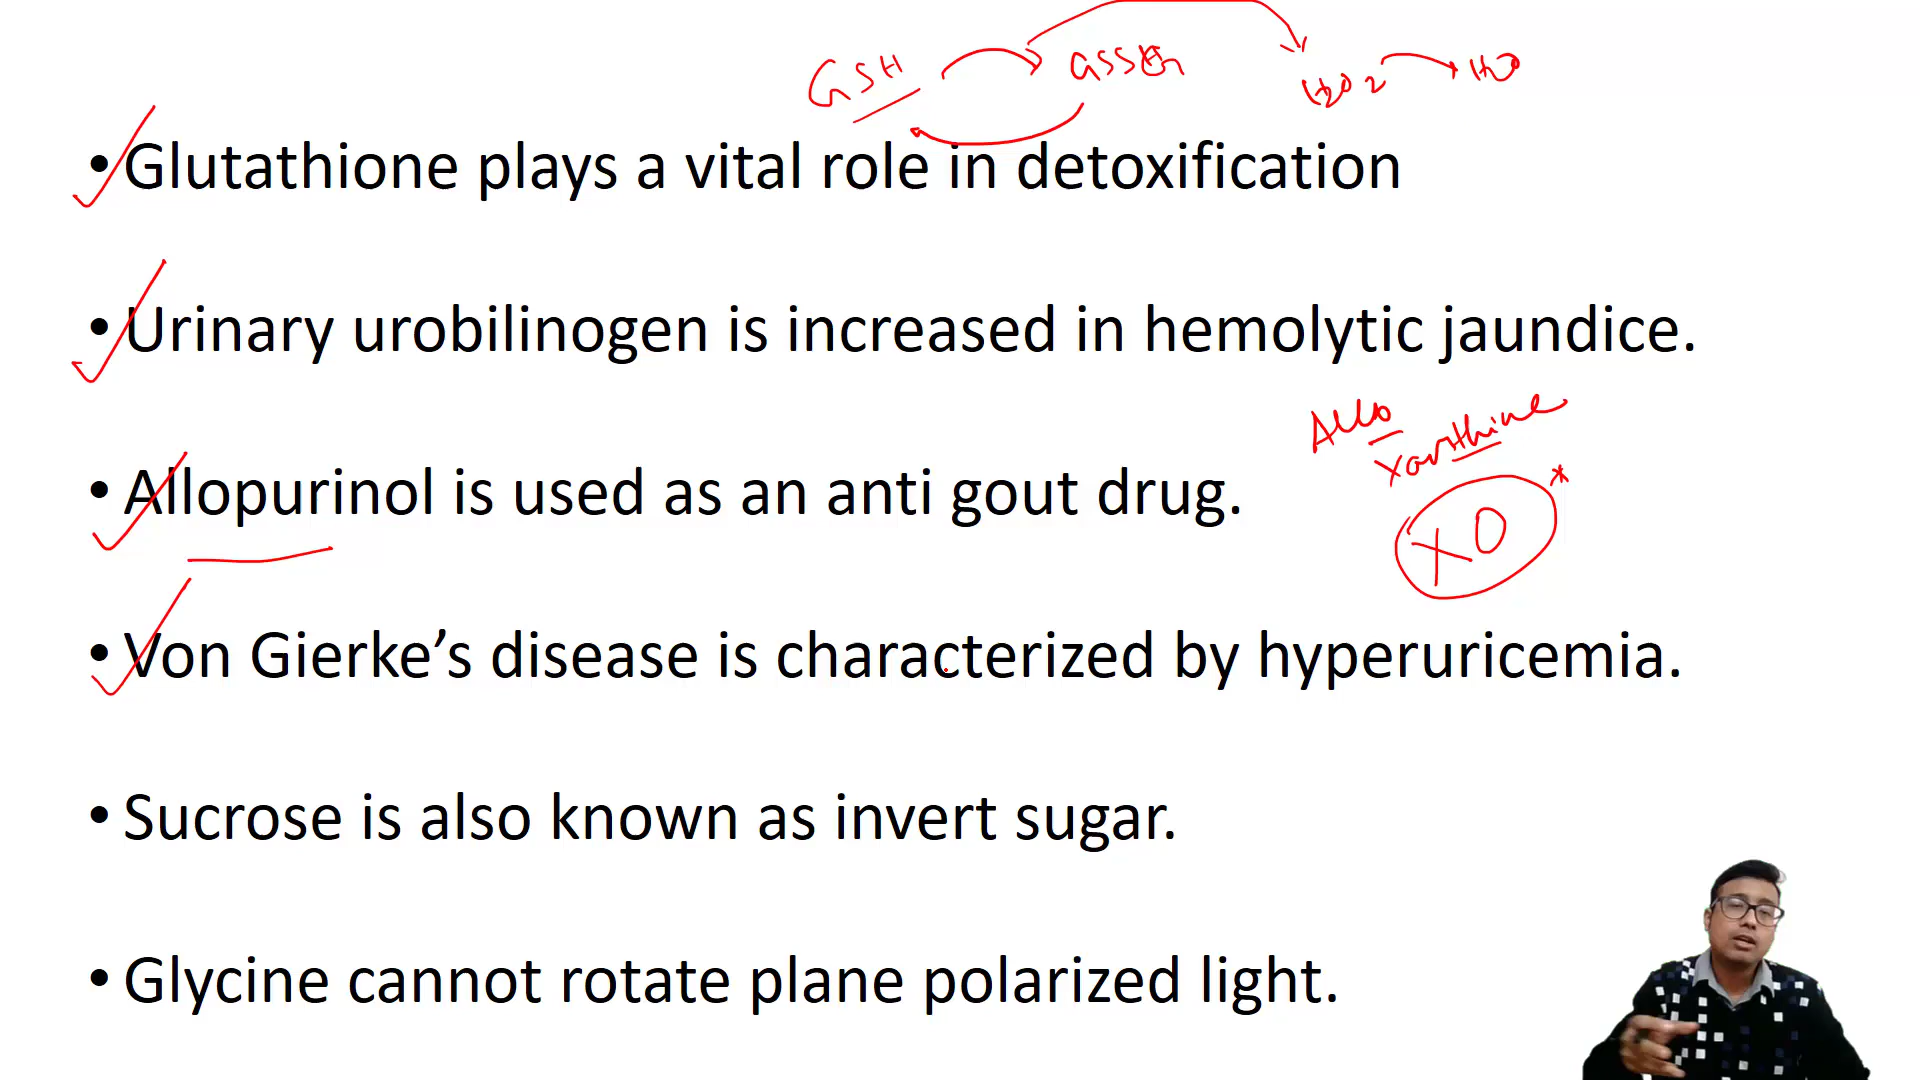 GSH GSSG H2O2 H2O
• Glutathione plays a vital role in detoxification
• Urinary urobilinogen is increased in hemolytic jaundice.
Allo
xanthine
• Allopurinol is used as an anti gout drug.
XO *
• Von Gierke’s disease is characterized by hyperuricemia.
• Sucrose is also known as invert sugar.
• Glycine cannot rotate plane polarized light.